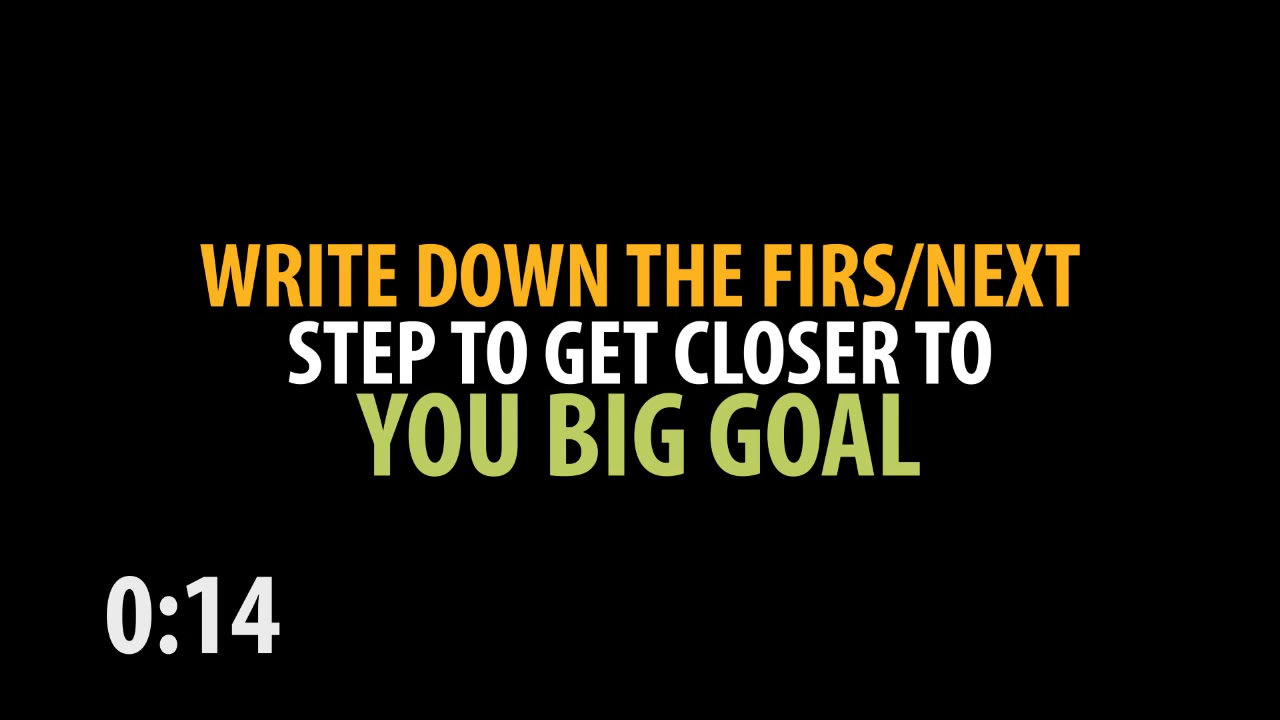 WRITE DOWN THE FIRS/NEXT
STEP TO GET CLOSER TO
YOU BIG GOAL
0:14